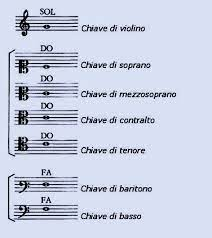 SOL
Chiave di violino
DO
Chiave di soprano
DO
Chiave di mezzosoprano
DO
Chiave di contralto
DO
Chiave di tenore
FA
Chiave di baritono
FA
Chiave di basso